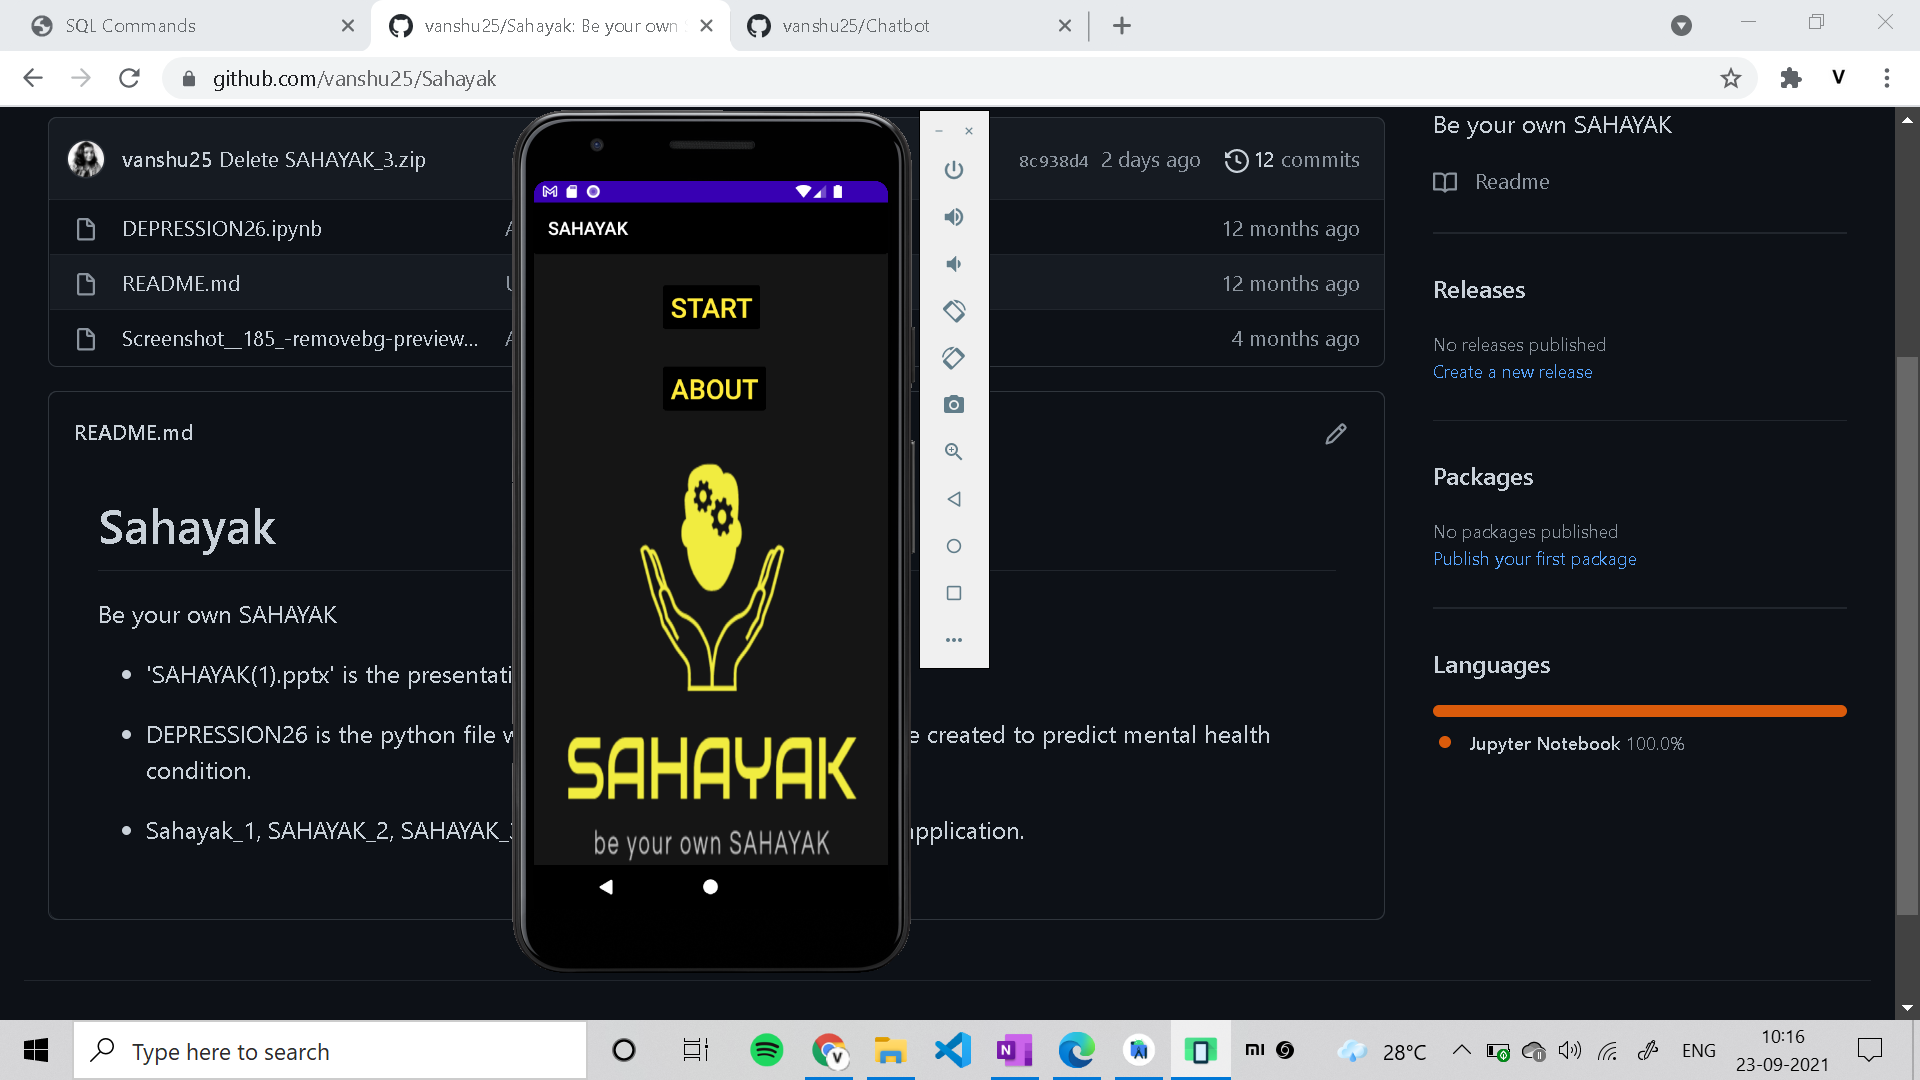 SQL Commands
vanshu25/Sahayak: Be your own
vanshu25/Chatbot
github.com/vanshu25/Sahayak
V
vanshu25 Delete SAHAYAK_3.zip
8c938d4 2 days ago
12 commits
DEPRESSION26.ipynb
12 months ago
README.md
12 months ago
Screenshot__185_-removebg-preview...
4 months ago
README.md
Sahayak
Be your own SAHAYAK
'SAHAYAK(1).pptx' is the presentati
DEPRESSION26 is the python file w
e created to predict mental health
condition.
Sahayak_1, SAHAYAK_2, SAHAYAK_3
application.
SAHAYAK
START
ABOUT
SAHAYAK
be your own SAHAYAK
Be your own SAHAYAK
Readme
Releases
No releases published
Create a new release
Packages
No packages published
Publish your first package
Languages
Jupyter Notebook 100.0%
Type here to search
V
mi
28°C
ENG
10:16
23-09-2021